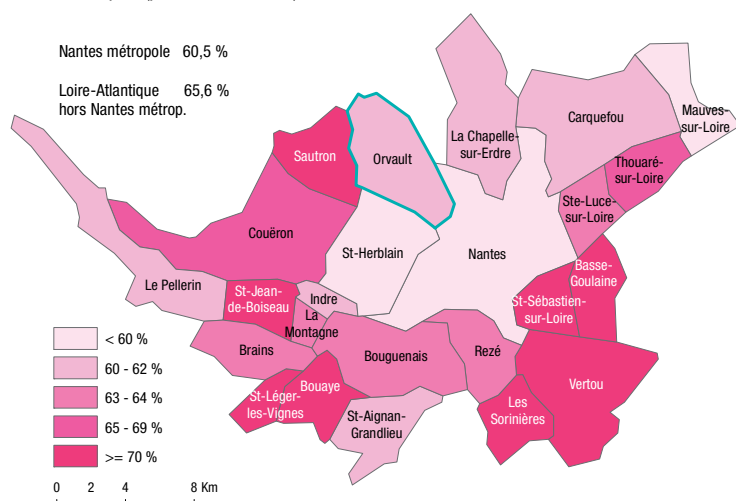 Nantes métropole 60,5 %
Loire-Atlantique 65,6 %
hors Nantes métrop.
Mauves-
sur-Loire
Carquefou
La Chapelle-
sur-Erdre
Orvault
Sautron
Thouaré-
sur-Loire
Ste-Luce-
sur-Loire
Couëron
St-Herblain
Nantes
Basse-
Goulaine
St-Sébastien-
sur-Loire
Le Pellerin
St-Jean-
de-Boiseau
Indre
La
Montagne
Brains
Bouguenais
Rezé
Vertou
St-Léger-
les-Vignes
Bouaye
St-Aignan-
Grandlieu
Les
Sorinières
< 60 %
60 - 62 %
63 - 64 %
65 - 69 %
>= 70 %
0 2 4 8 Km